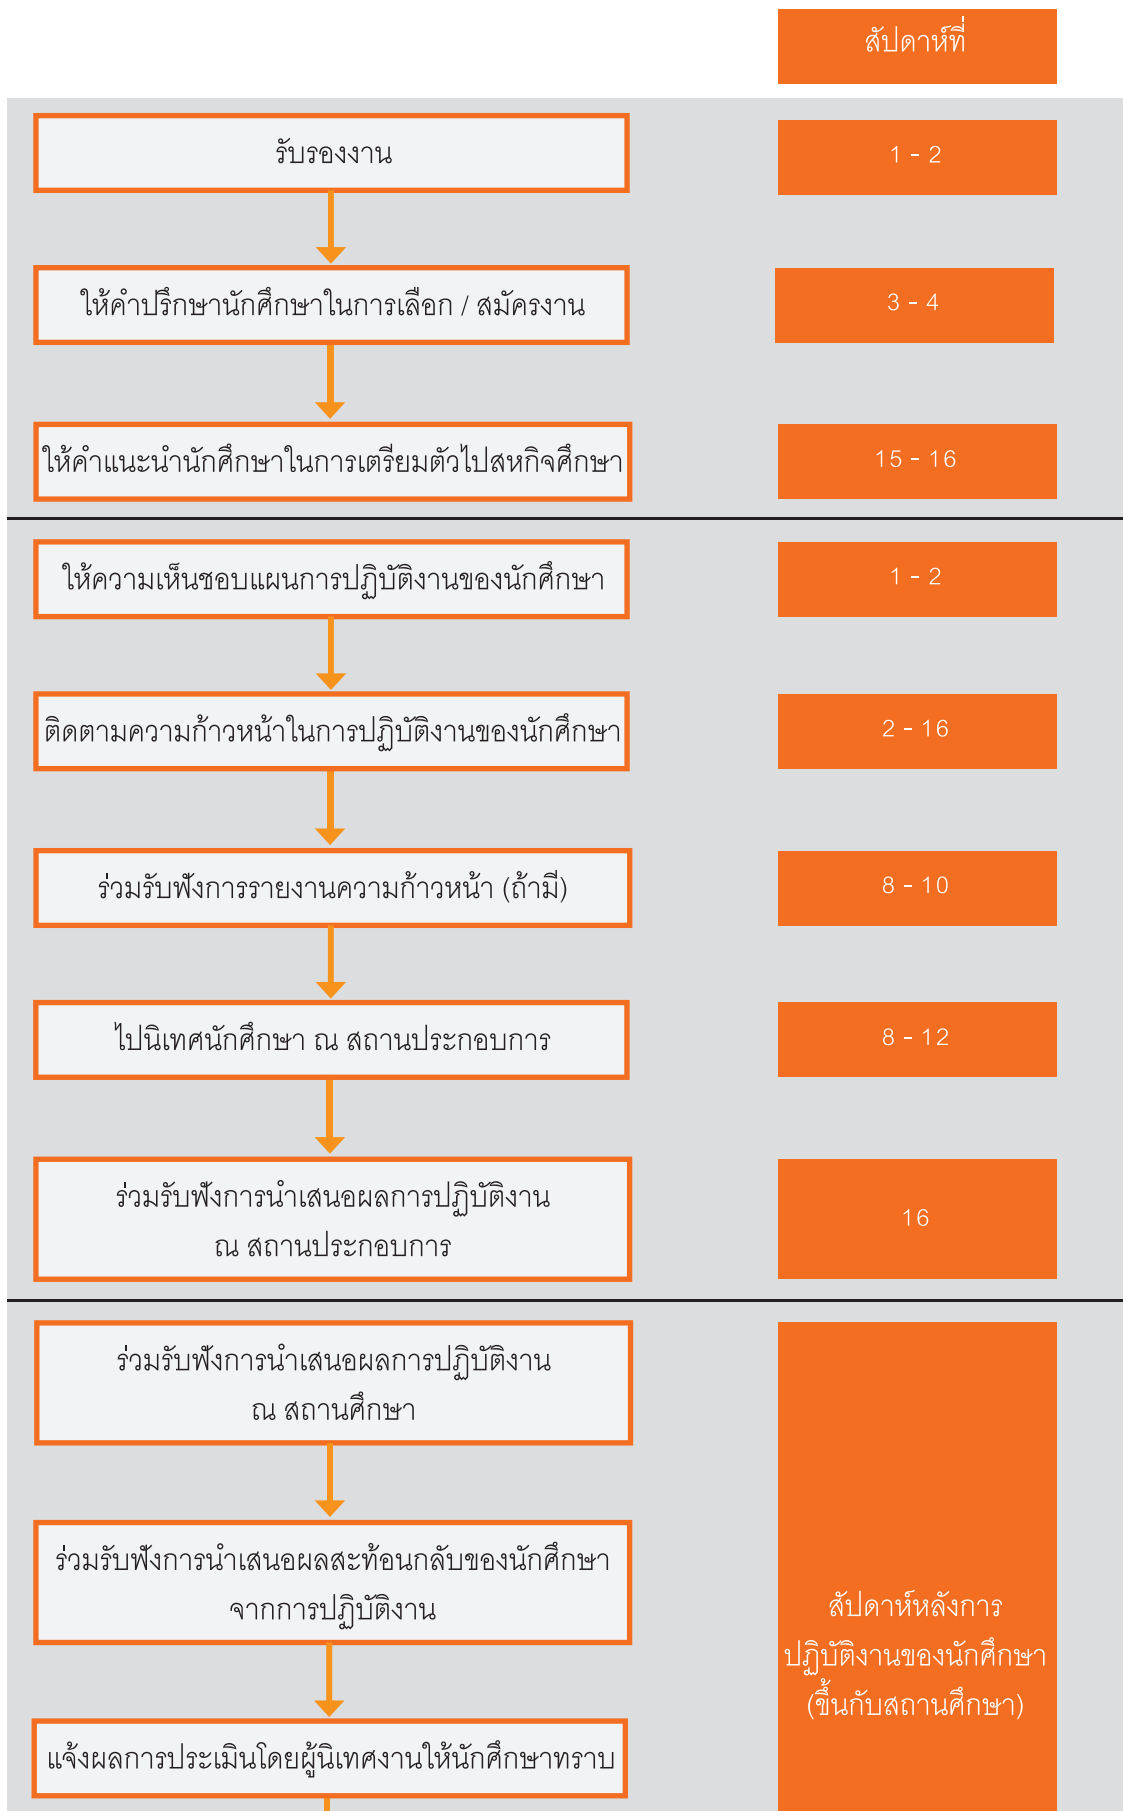 สัปดาห์ที่
รับรองงาน
1 - 2
ให้คำปรึกษานักศึกษาในการเลือก / สมัครงาน
3 - 4
ให้คำแนะนำนักศึกษาในการเตรียมตัวไปสหกิจศึกษา
15 - 16
ให้ความเห็นชอบแผนการปฏิบัติงานของนักศึกษา
1 - 2
ติดตามความก้าวหน้าในการปฏิบัติงานของนักศึกษา
2 - 16
ร่วมรับฟังการรายงานความก้าวหน้า (ถ้ามี)
8 - 10
ไปนิเทศนักศึกษา ณ สถานประกอบการ
8 - 12
ร่วมรับฟังการนำเสนอผลการปฏิบัติงาน
ณ สถานประกอบการ
16
ร่วมรับฟังการนำเสนอผลการปฏิบัติงาน
ณ สถานศึกษา
ร่วมรับฟังการนำเสนอผลสะท้อนกลับของนักศึกษา
จากการปฏิบัติงาน
แจ้งผลการประเมินโดยผู้นิเทศงานให้นักศึกษาทราบ
สัปดาห์หลังการ
ปฏิบัติงานของนักศึกษา
(ขึ้นกับสถานศึกษา)